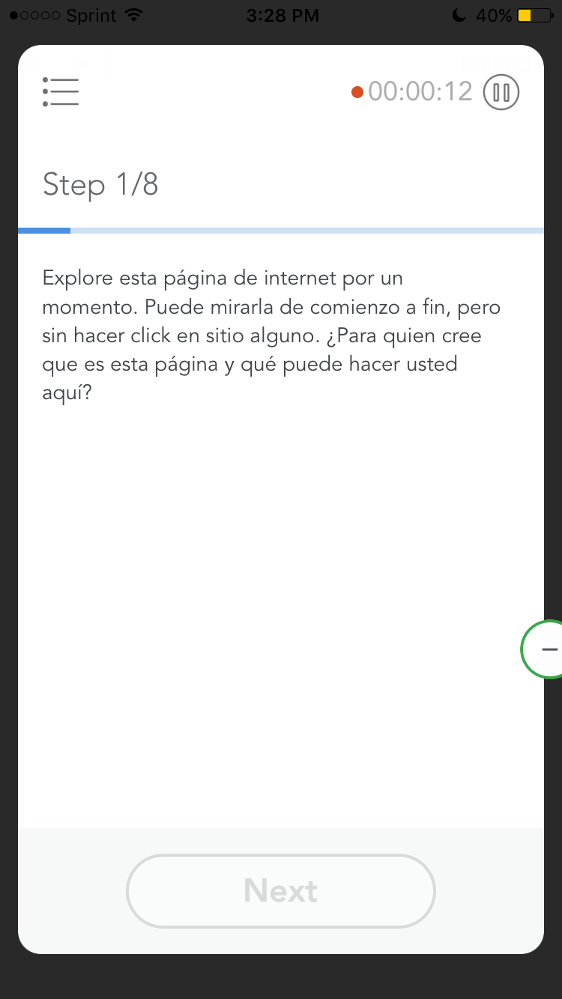 Sprint 3:28 PM 40%
00:00:12
Step 1/8
Explore esta página de internet por un
momento. Puede mirarla de comienzo a fin, pero
sin hacer click en sitio alguno. ¿Para quien cree
que es esta página y qué puede hacer usted
aquí?
Next